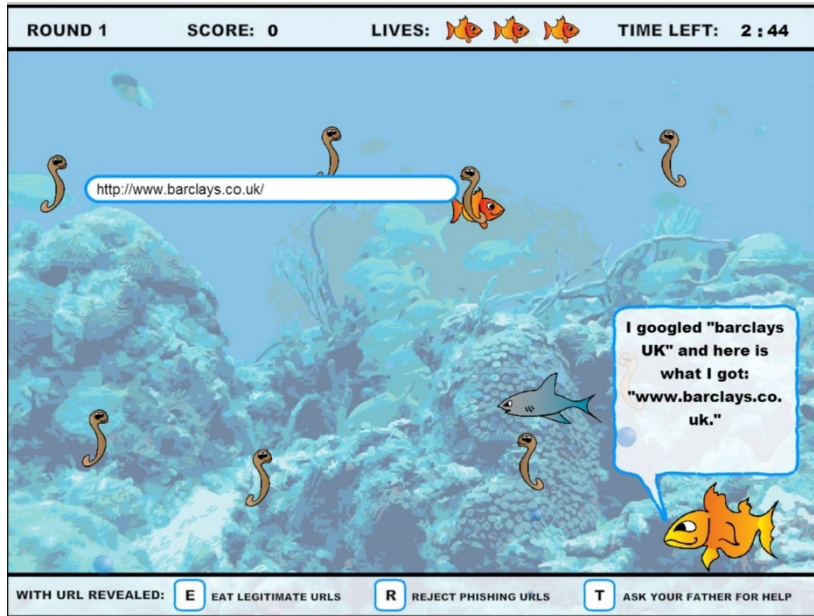 ROUND 1 SCORE: 0 LIVES: TIME LEFT: 2 : 44
http://www.barclays.co.uk/
I googled "barclays
UK" and here is
what I got:
"www.barclays.co.
uk."
WITH URL REVEALED: E EAT LEGITIMATE URLS R REJECT PHISHING URLS T ASK YOUR FATHER FOR HELP